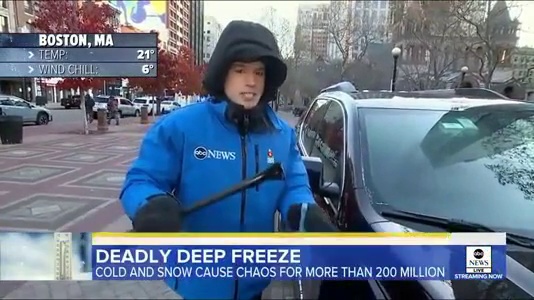 BOSTON, MA
> TEMP: 21°
> WIND CHILL: 6°
abc NEWS
DEADLY DEEP FREEZE
COLD AND SNOW CAUSE CHAOS FOR MORE THAN 200 MILLION
abc
NEWS
LIVE
STREAMING NOW